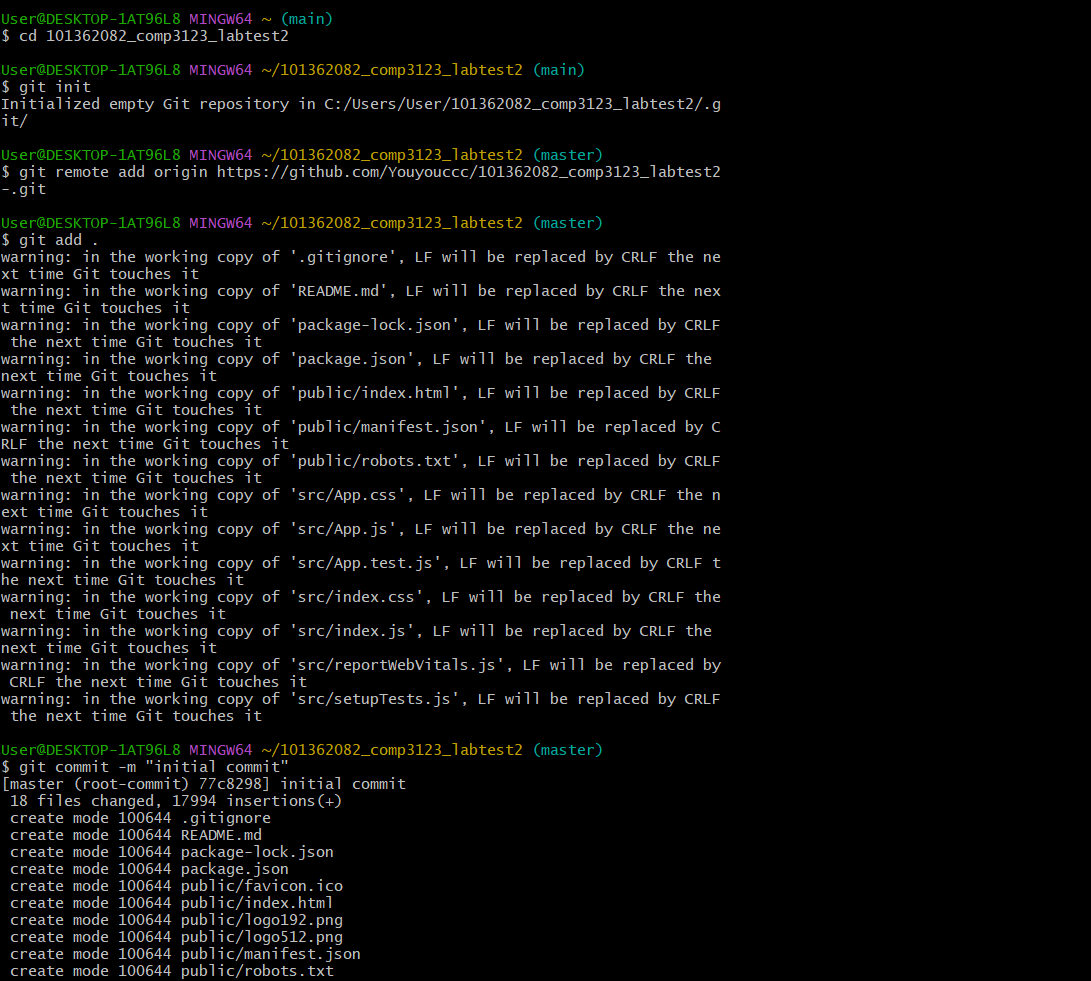 User@DESKTOP-1AT96L8 MINGW64 ~ (main)
$ cd 101362082_comp3123_labtest2
User@DESKTOP-1AT96L8 MINGW64 ~/101362082_comp3123_labtest2 (main)
$ git init
Initialized empty Git repository in C:/Users/User/101362082_comp3123_labtest2/.g
it/
User@DESKTOP-1AT96L8 MINGW64 ~/101362082_comp3123_labtest2 (master)
$ git remote add origin https://github.com/Youyouccc/101362082_comp3123_labtest2
-.git
User@DESKTOP-1AT96L8 MINGW64 ~/101362082_comp3123_labtest2 (master)
$ git add .
warning: in the working copy of '.gitignore', LF will be replaced by CRLF the ne
xt time Git touches it
warning: in the working copy of 'README.md', LF will be replaced by CRLF the nex
t time Git touches it
warning: in the working copy of 'package-lock.json', LF will be replaced by CRLF
 the next time Git touches it
warning: in the working copy of 'package.json', LF will be replaced by CRLF the
next time Git touches it
warning: in the working copy of 'public/index.html', LF will be replaced by CRLF
 the next time Git touches it
warning: in the working copy of 'public/manifest.json', LF will be replaced by C
RLF the next time Git touches it
warning: in the working copy of 'public/robots.txt', LF will be replaced by CRLF
 the next time Git touches it
warning: in the working copy of 'src/App.css', LF will be replaced by CRLF the n
ext time Git touches it
warning: in the working copy of 'src/App.js', LF will be replaced by CRLF the ne
xt time Git touches it
warning: in the working copy of 'src/App.test.js', LF will be replaced by CRLF t
he next time Git touches it
warning: in the working copy of 'src/index.css', LF will be replaced by CRLF the
 next time Git touches it
warning: in the working copy of 'src/index.js', LF will be replaced by CRLF the
next time Git touches it
warning: in the working copy of 'src/reportWebVitals.js', LF will be replaced by
 CRLF the next time Git touches it
warning: in the working copy of 'src/setupTests.js', LF will be replaced by CRLF
 the next time Git touches it
User@DESKTOP-1AT96L8 MINGW64 ~/101362082_comp3123_labtest2 (master)
$ git commit -m "initial commit"
[master (root-commit) 77c8298] initial commit
 18 files changed, 17994 insertions(+)
 create mode 100644 .gitignore
 create mode 100644 README.md
 create mode 100644 package-lock.json
 create mode 100644 package.json
 create mode 100644 public/favicon.ico
 create mode 100644 public/index.html
 create mode 100644 public/logo192.png
 create mode 100644 public/logo512.png
 create mode 100644 public/manifest.json
 create mode 100644 public/robots.txt